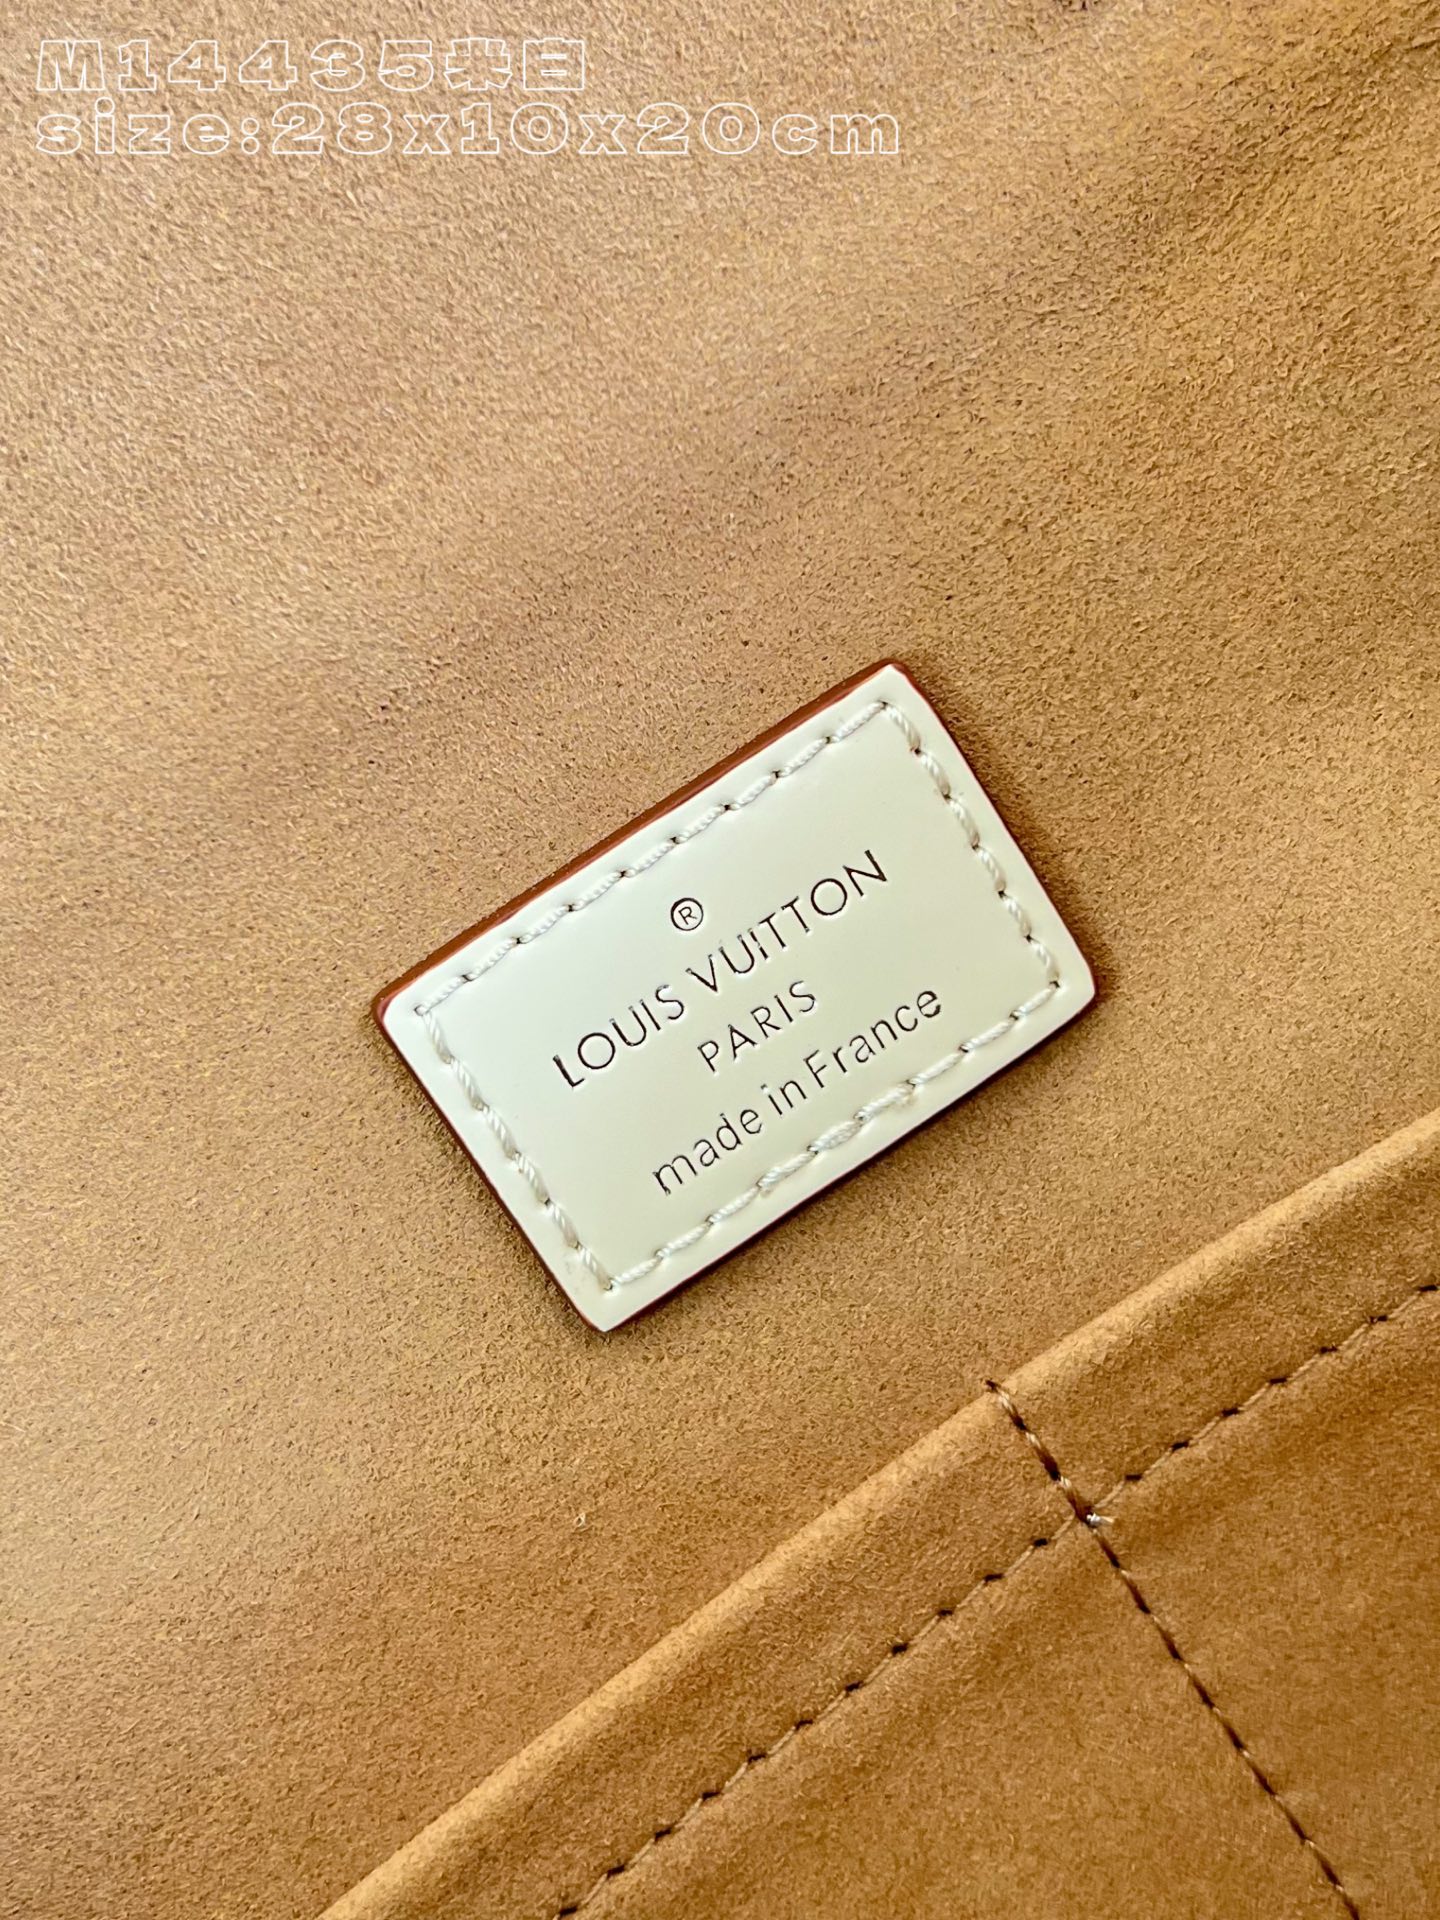 M14435米白
size:28x10x20cm
®
LOUIS VUITTON
PARIS
made in France